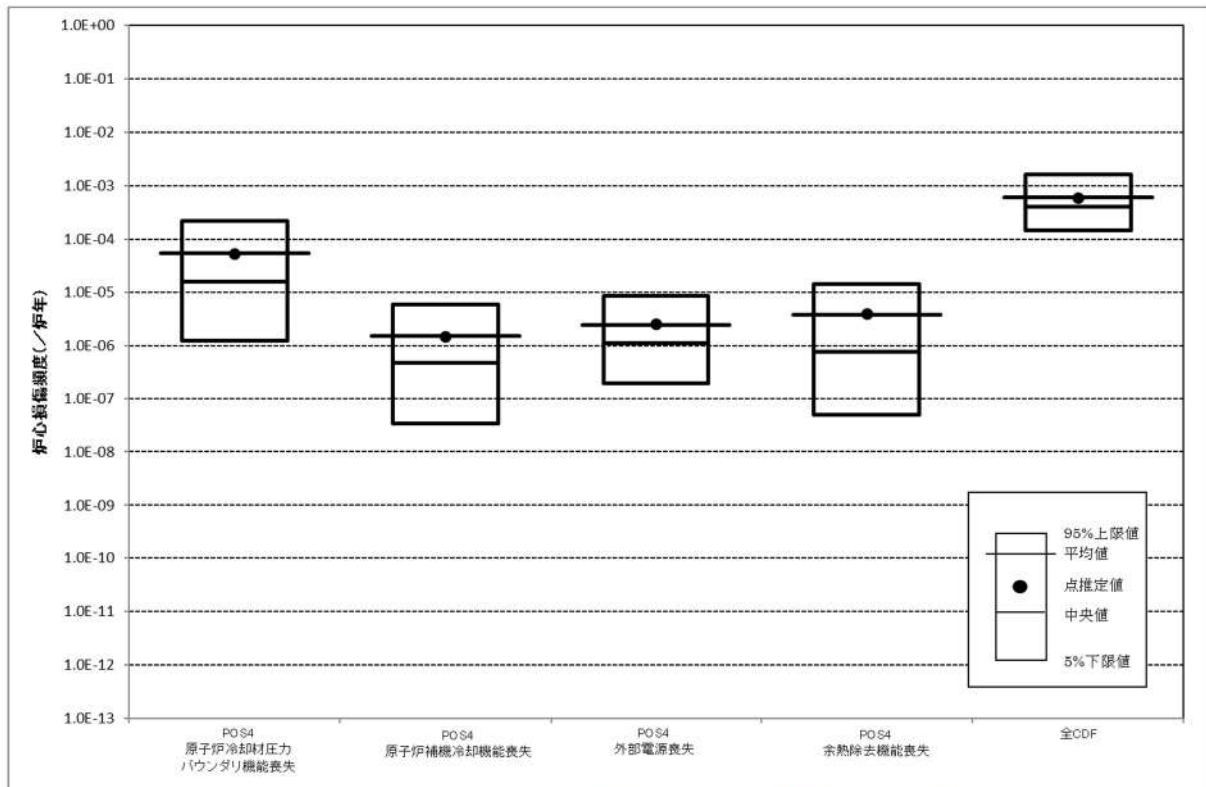 炉心損傷頻度(／炉年)
1.0E+00
1.0E-01
1.0E-02
1.0E-03
1.0E-04
1.0E-05
1.0E-06
1.0E-07
1.0E-08
1.0E-09
1.0E-10
1.0E-11
1.0E-12
1.0E-13
95%上限値
平均値
点推定値
中央値
5%下限値
POS4
原子炉冷却材圧力
バウンダリ機能喪失
POS4
原子炉補機冷却機能喪失
POS4
外部電源喪失
POS4
余熱除去機能喪失
全CDF